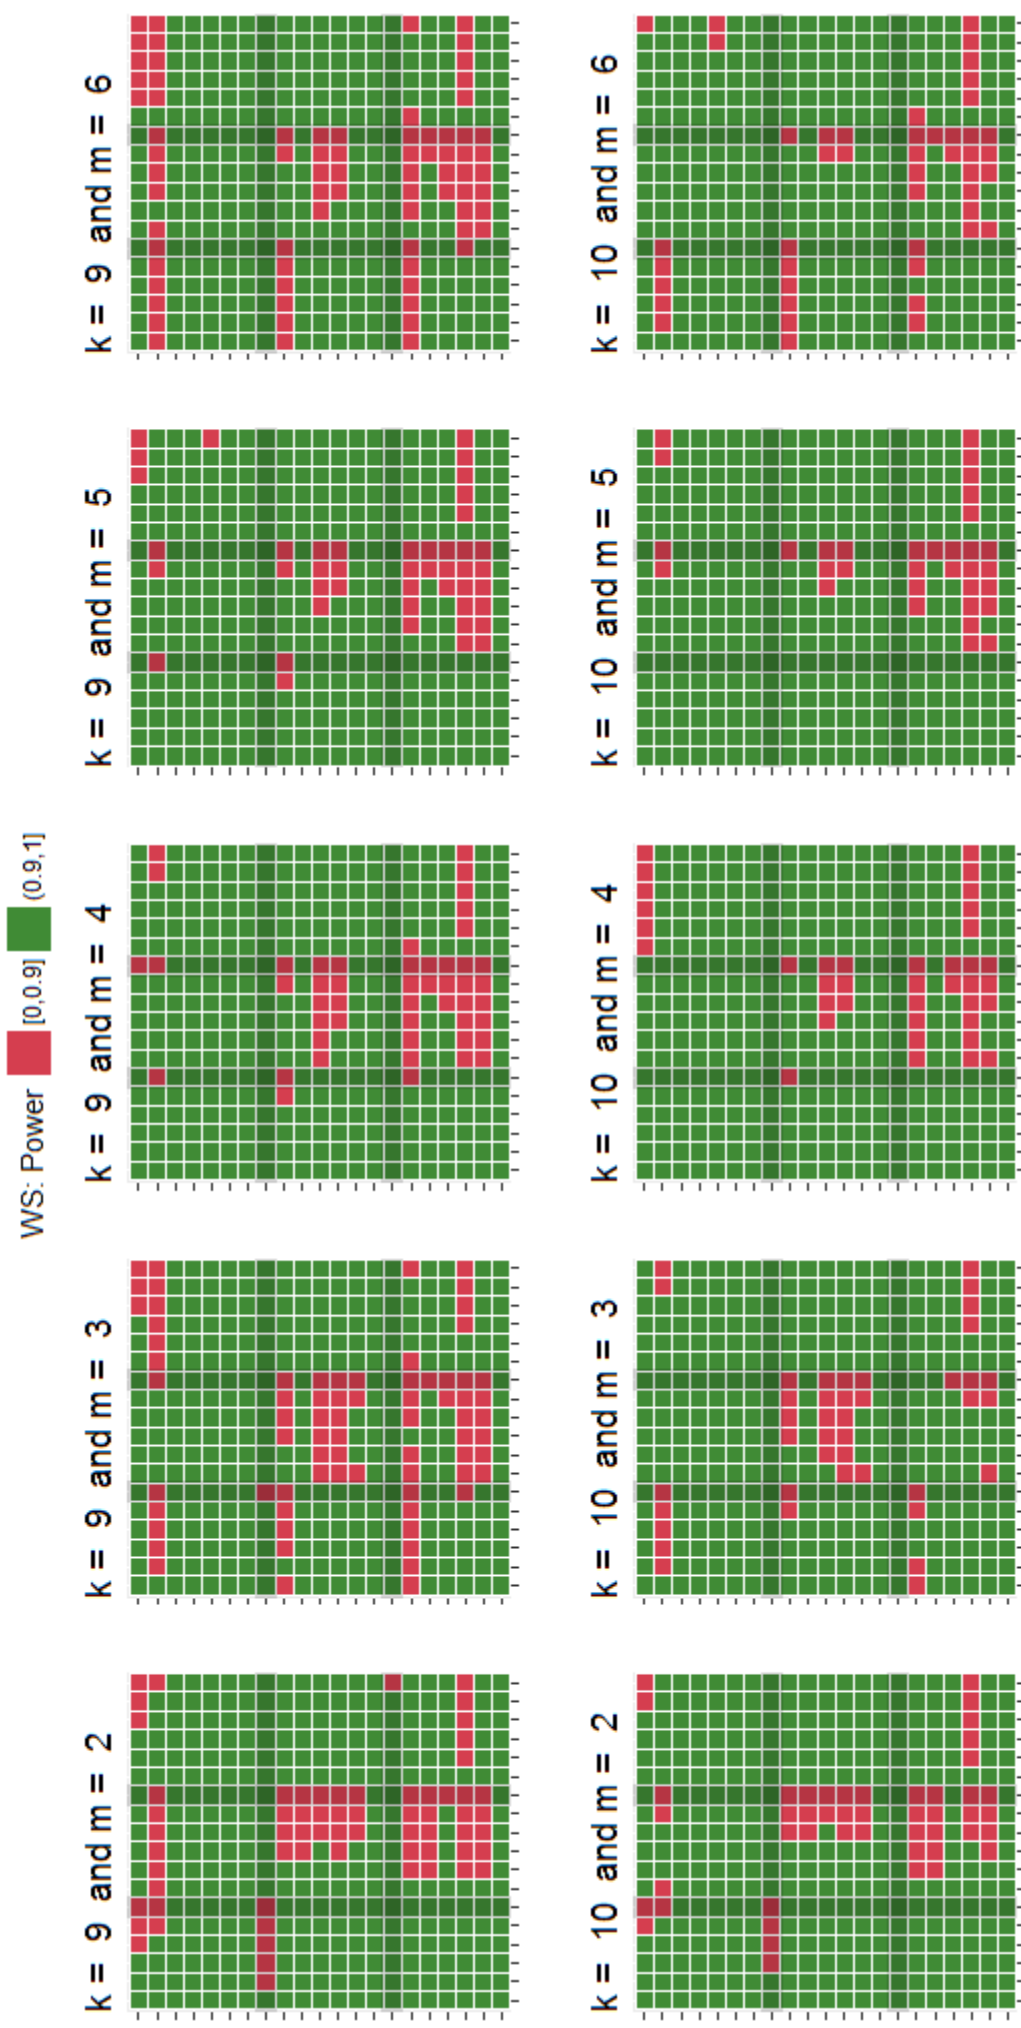 WS: Power [0,0.9] (0.9,1]
k = 9 and m = 2
k = 9 and m = 3
k = 9 and m = 4
k = 9 and m = 5
k = 9 and m = 6
k = 10 and m = 2
k = 10 and m = 3
k = 10 and m = 4
k = 10 and m = 5
k = 10 and m = 6